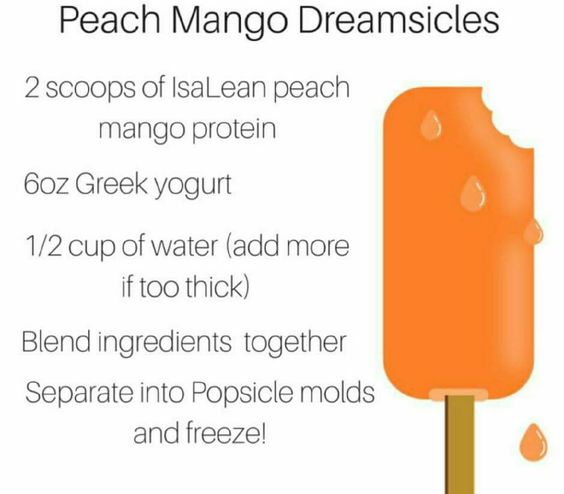 Peach Mango Dreamsicles
2 scoops of IsaLean peach
mango protein
6oz Greek yogurt
1/2 cup of water (add more
if too thick)
Blend ingredients together
Separate into Popsicle molds
and freeze!